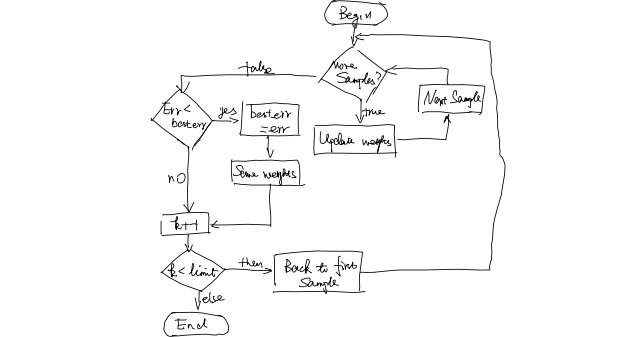 Begin
more
Samples?
false
true
Next Sample
Update weights
Err <
besterr
yes
besterr
=err
Save weights
no
k++
k < limit
then
Back to first
Sample
else
End